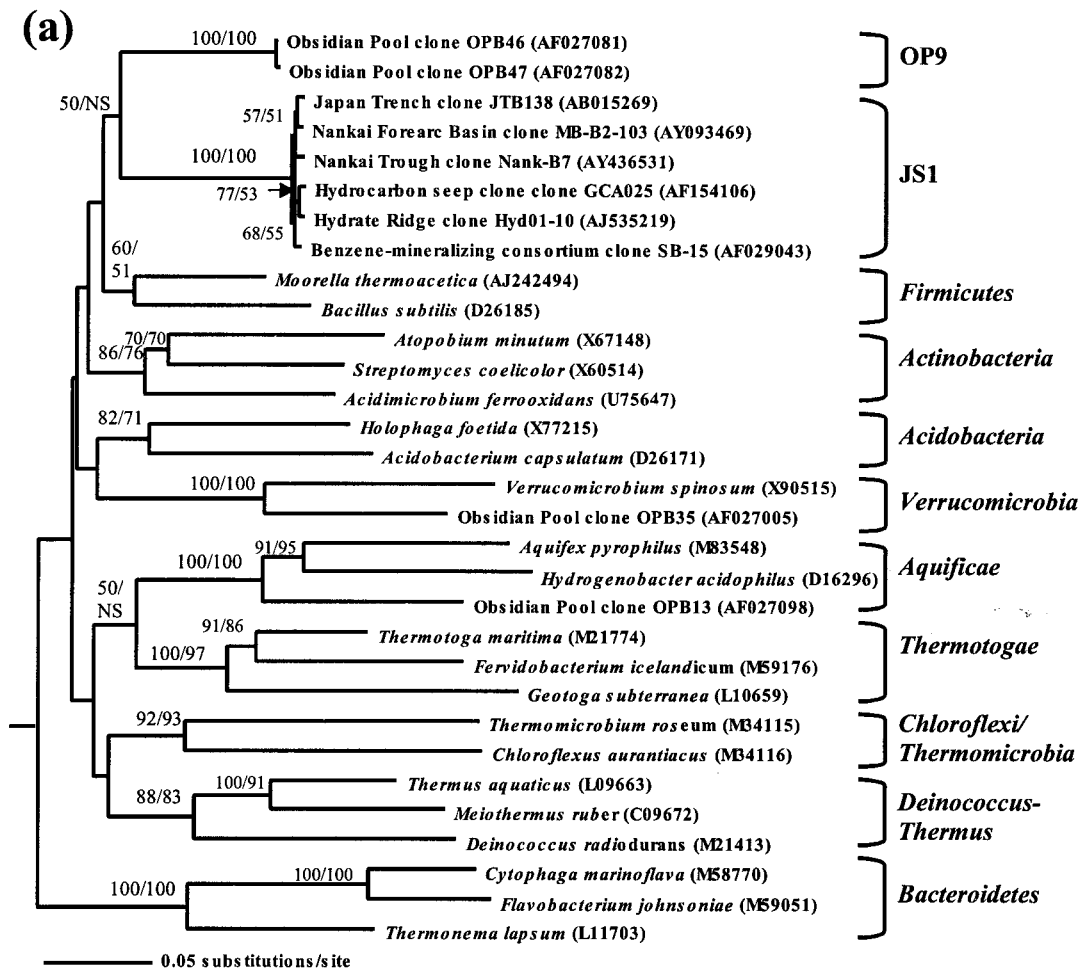 (a)
100/100
Obsidian Pool clone OPB46 (AF027081)
Obsidian Pool clone OPB47 (AF027082)
OP9
50/NS
Japan Trench clone JTB138 (AB015269)
57/51
Nankai Forearc Basin clone MB-B2-103 (AY093469)
100/100
Nankai Trough clone Nank-B7 (AY436531)
JS1
77/53
Hydrocarbon seep clone clone GCA025 (AF154106)
Hydrate Ridge clone Hyd01-10 (AJ535219)
68/55
Benzene-mineralizing consortium clone SB-15 (AF029043)
60/
51
Moorella thermoacetica (AJ242494)
Bacillus subtilis (D26185)
Firmicutes
70/70
Atopobium minutum (X67148)
86/76
Streptomyces coelicolor (X60514)
Acidimicrobium ferrooxidans (U75647)
Actinobacteria
82/71
Holophaga foetida (X77215)
Acidobacterium capsulatum (D26171)
Acidobacteria
100/100
Verrucomicrobium spinosum (X90515)
Obsidian Pool clone OPB35 (AF027005)
Verrucomicrobia
91/95
Aquifex pyrophilus (M83548)
100/100
Hydrogenobacter acidophilus (D16296)
Obsidian Pool clone OPB13 (AF027098)
Aquificae
50/
NS
91/86
Thermotoga maritima (M21774)
100/97
Fervidobacterium icelandicum (M59176)
Geotoga subterranea (L10659)
Thermotogae
92/93
Thermomicrobium roseum (M34115)
Chloroflexus aurantiacus (M34116)
Chloroflexi/
Thermomicrobia
100/91
Thermus aquaticus (L09663)
88/83
Meiothermus ruber (C09672)
Deinococcus radiodurans (M21413)
Deinococcus-
Thermus
100/100
100/100
Cytophaga marinoflava (M58770)
Flavobacterium johnsoniae (M59051)
Thermonema lapsum (L11703)
Bacteroidetes
0.05 substitutions/site